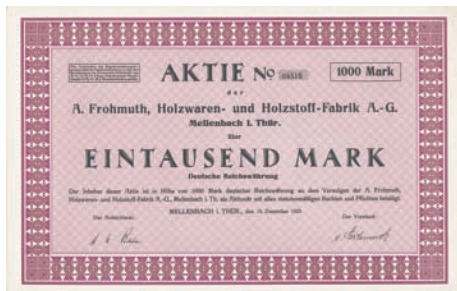 AKTIE No 04516 1000 Mark
der
A. Frohmuth, Holzwaren- und Holzstoff-Fabrik A.-G.
Mellenbach i. Thür.
über
EINTAUSEND MARK
Deutsche Reichswährung
Der Inhaber dieser Aktie ist in Höhe von 1000 Mark deutscher Reichswährung an dem Vermögen der A. Frohmuth,
Holzwaren- und Holzstoff-Fabrik A.-G., Mellenbach i. Th. als Aktionär mit allen statutenmäßigen Rechten und Pflichten beteiligt.
MELLENBACH i. THÜR., den Dezember
Der Aufsichtsrat: Der Vorstand: